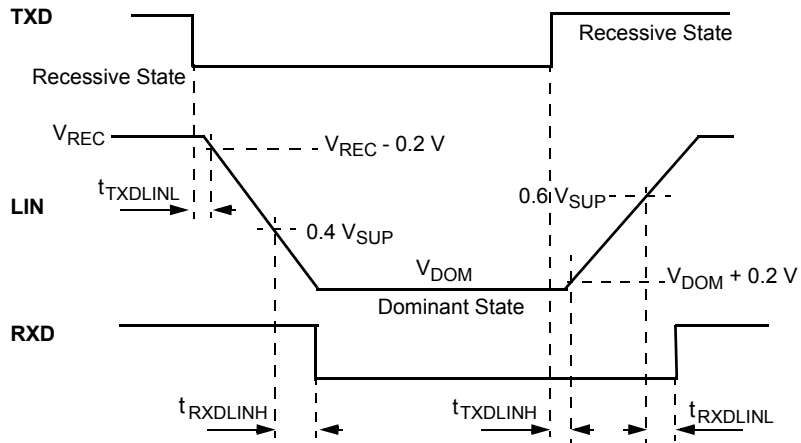 TXD
Recessive State
Recessive State
VREC
VREC - 0.2 V
tTXDLINL
0.6 VSUP
LIN
0.4 VSUP
VDOM
VDOM + 0.2 V
Dominant State
RXD
tRXDLINH
tTXDLINH
tRXDLINL